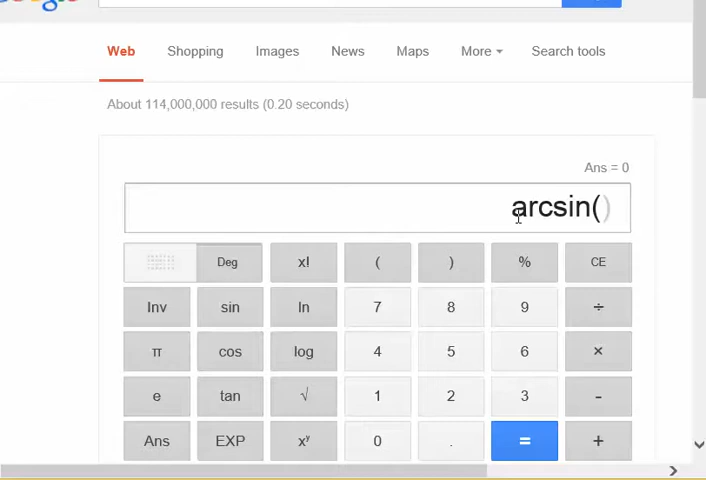 Google
Web Shopping Images News Maps More Search tools
About 114,000,000 results (0.20 seconds)
Ans = 0
arcsin()
Deg x! ( ) % CE
Inv sin ln 7 8 9 ÷
π cos log 4 5 6 ×
e tan √ 1 2 3 -
Ans EXP xʸ 0 . = +